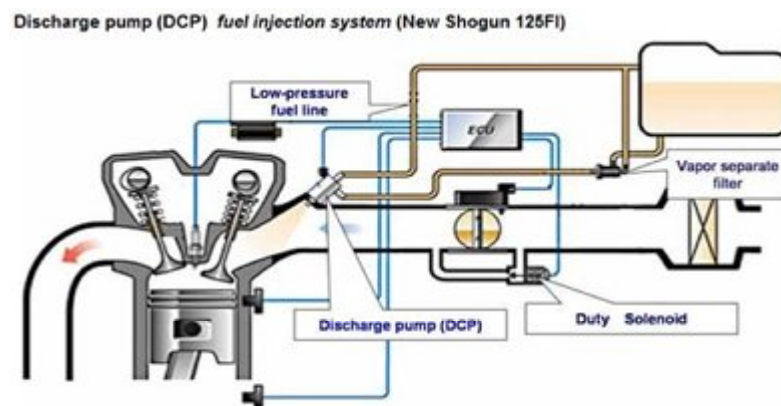 Discharge pump (DCP) fuel injection system (New Shogun 125FI)
Low-pressure
fuel line
ECU
Vapor separate
filter
Discharge pump (DCP)
Duty Solenoid